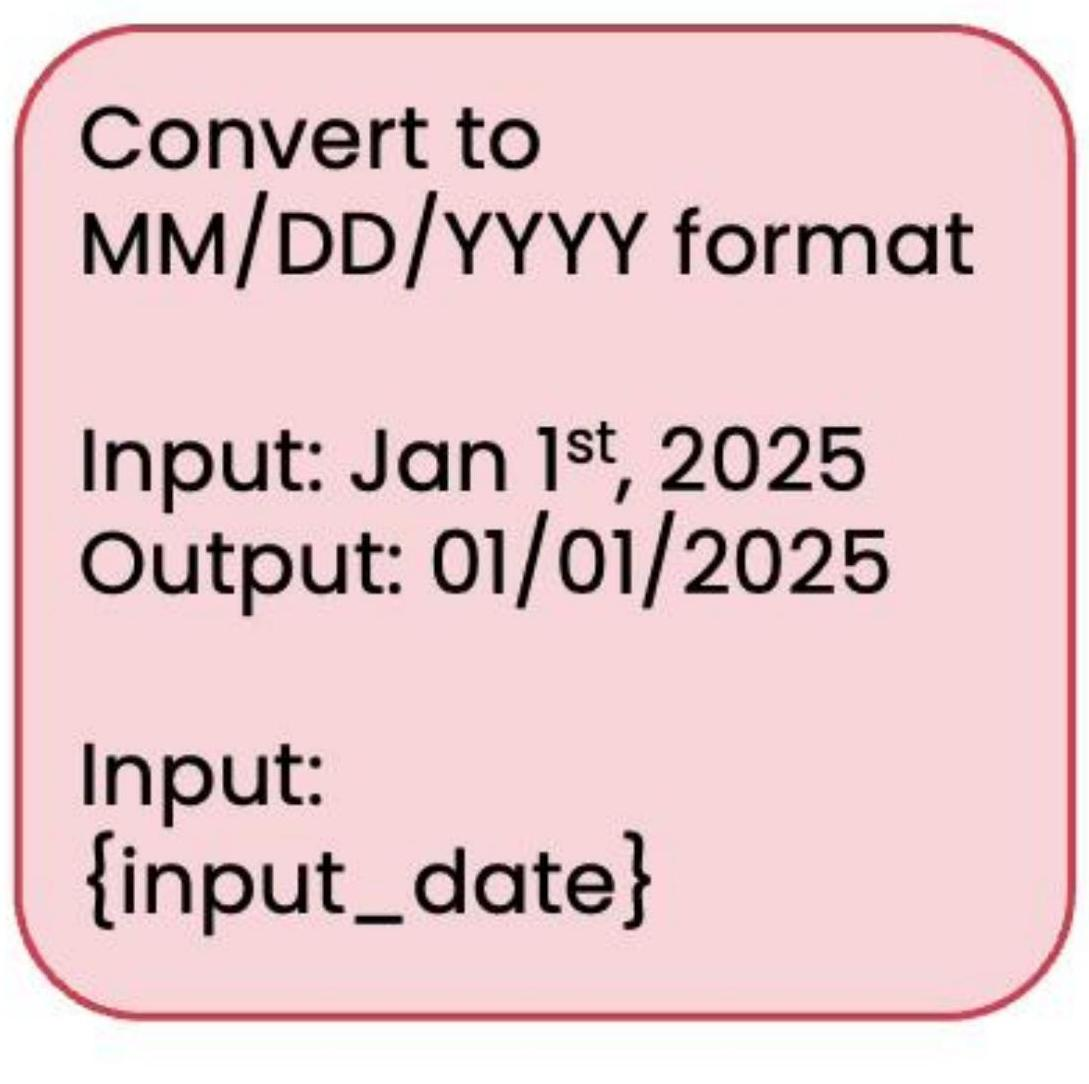 Convert to
MM/DD/YYYY format
Input: Jan 1st, 2025
Output: 01/01/2025
Input:
{input_date}